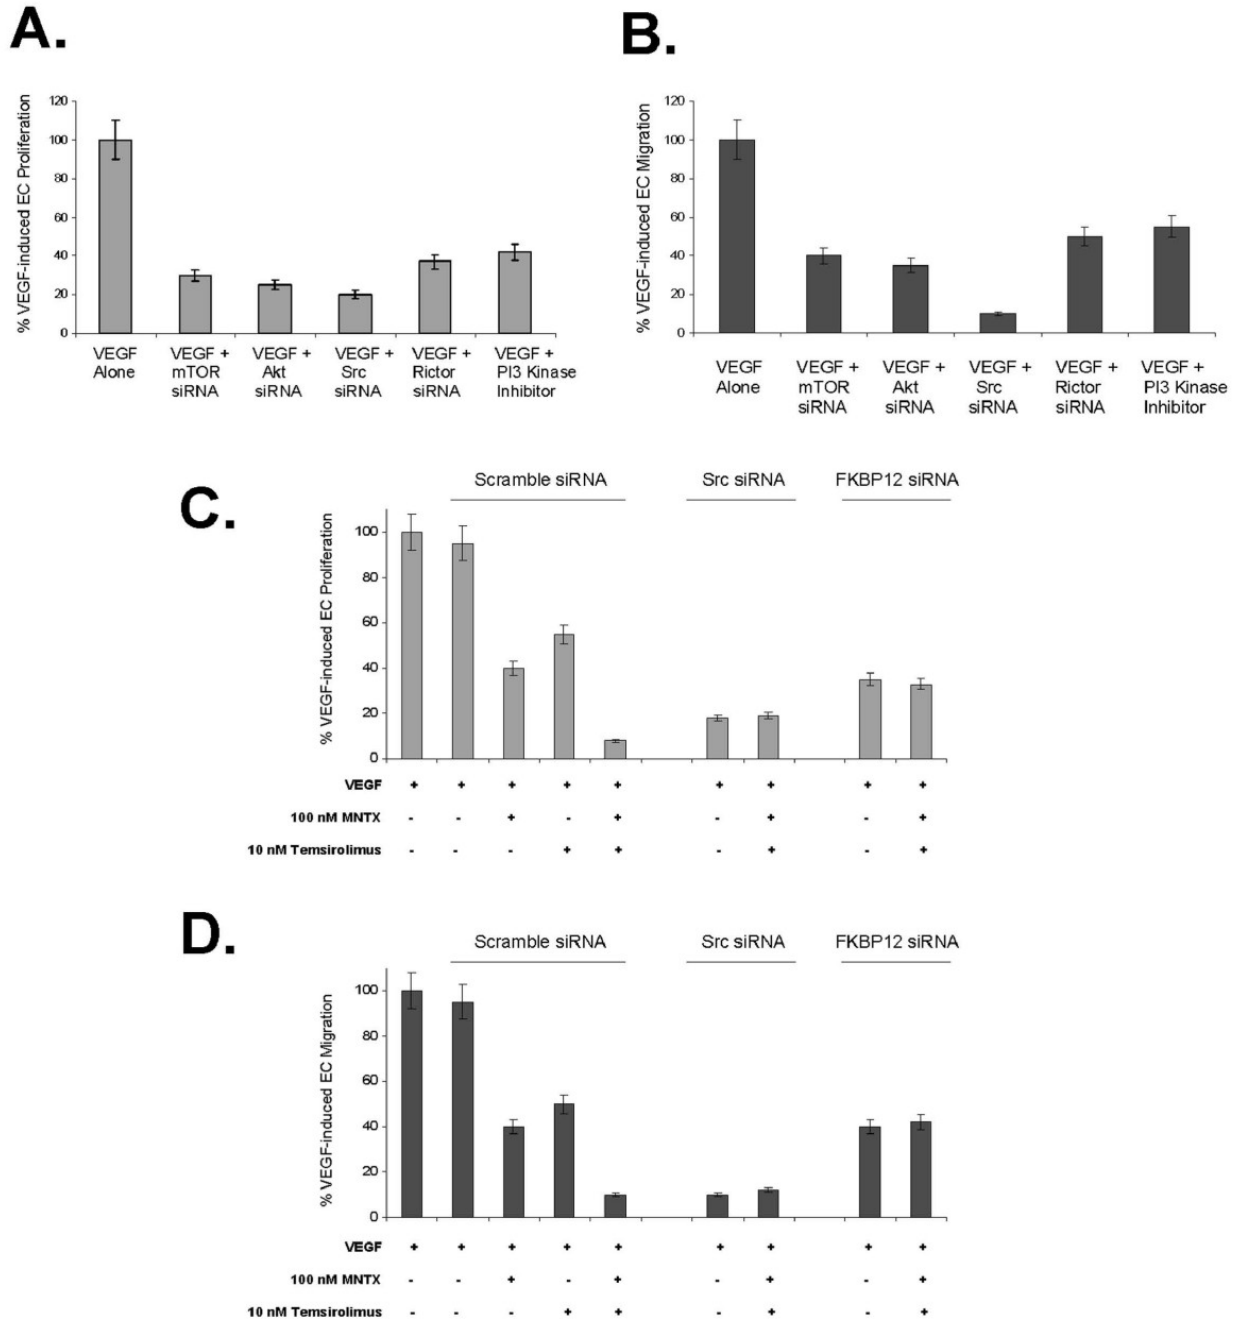 A.
% VEGF-induced EC Proliferation
120
100
80
60
40
20
0
VEGF Alone
VEGF + mTOR siRNA
VEGF + Akt siRNA
VEGF + Src siRNA
VEGF + Rictor siRNA
VEGF + PI3 Kinase Inhibitor
B.
% VEGF-induced EC Migration
120
100
80
60
40
20
0
VEGF Alone
VEGF + mTOR siRNA
VEGF + Akt siRNA
VEGF + Src siRNA
VEGF + Rictor siRNA
VEGF + PI3 Kinase Inhibitor
C.
Scramble siRNA Src siRNA FKBP12 siRNA
% VEGF-induced EC Proliferation
100
80
60
40
20
0
VEGF + + + + + + + + +
100 nM MNTX - - + - + - + - +
10 nM Temsirolimus - - - + + - + - +
D.
Scramble siRNA Src siRNA FKBP12 siRNA
% VEGF-induced EC Migration
100
80
60
40
20
0
VEGF + + + + + + + + +
100 nM MNTX - - + - + - + - +
10 nM Temsirolimus - - - + + - + - +